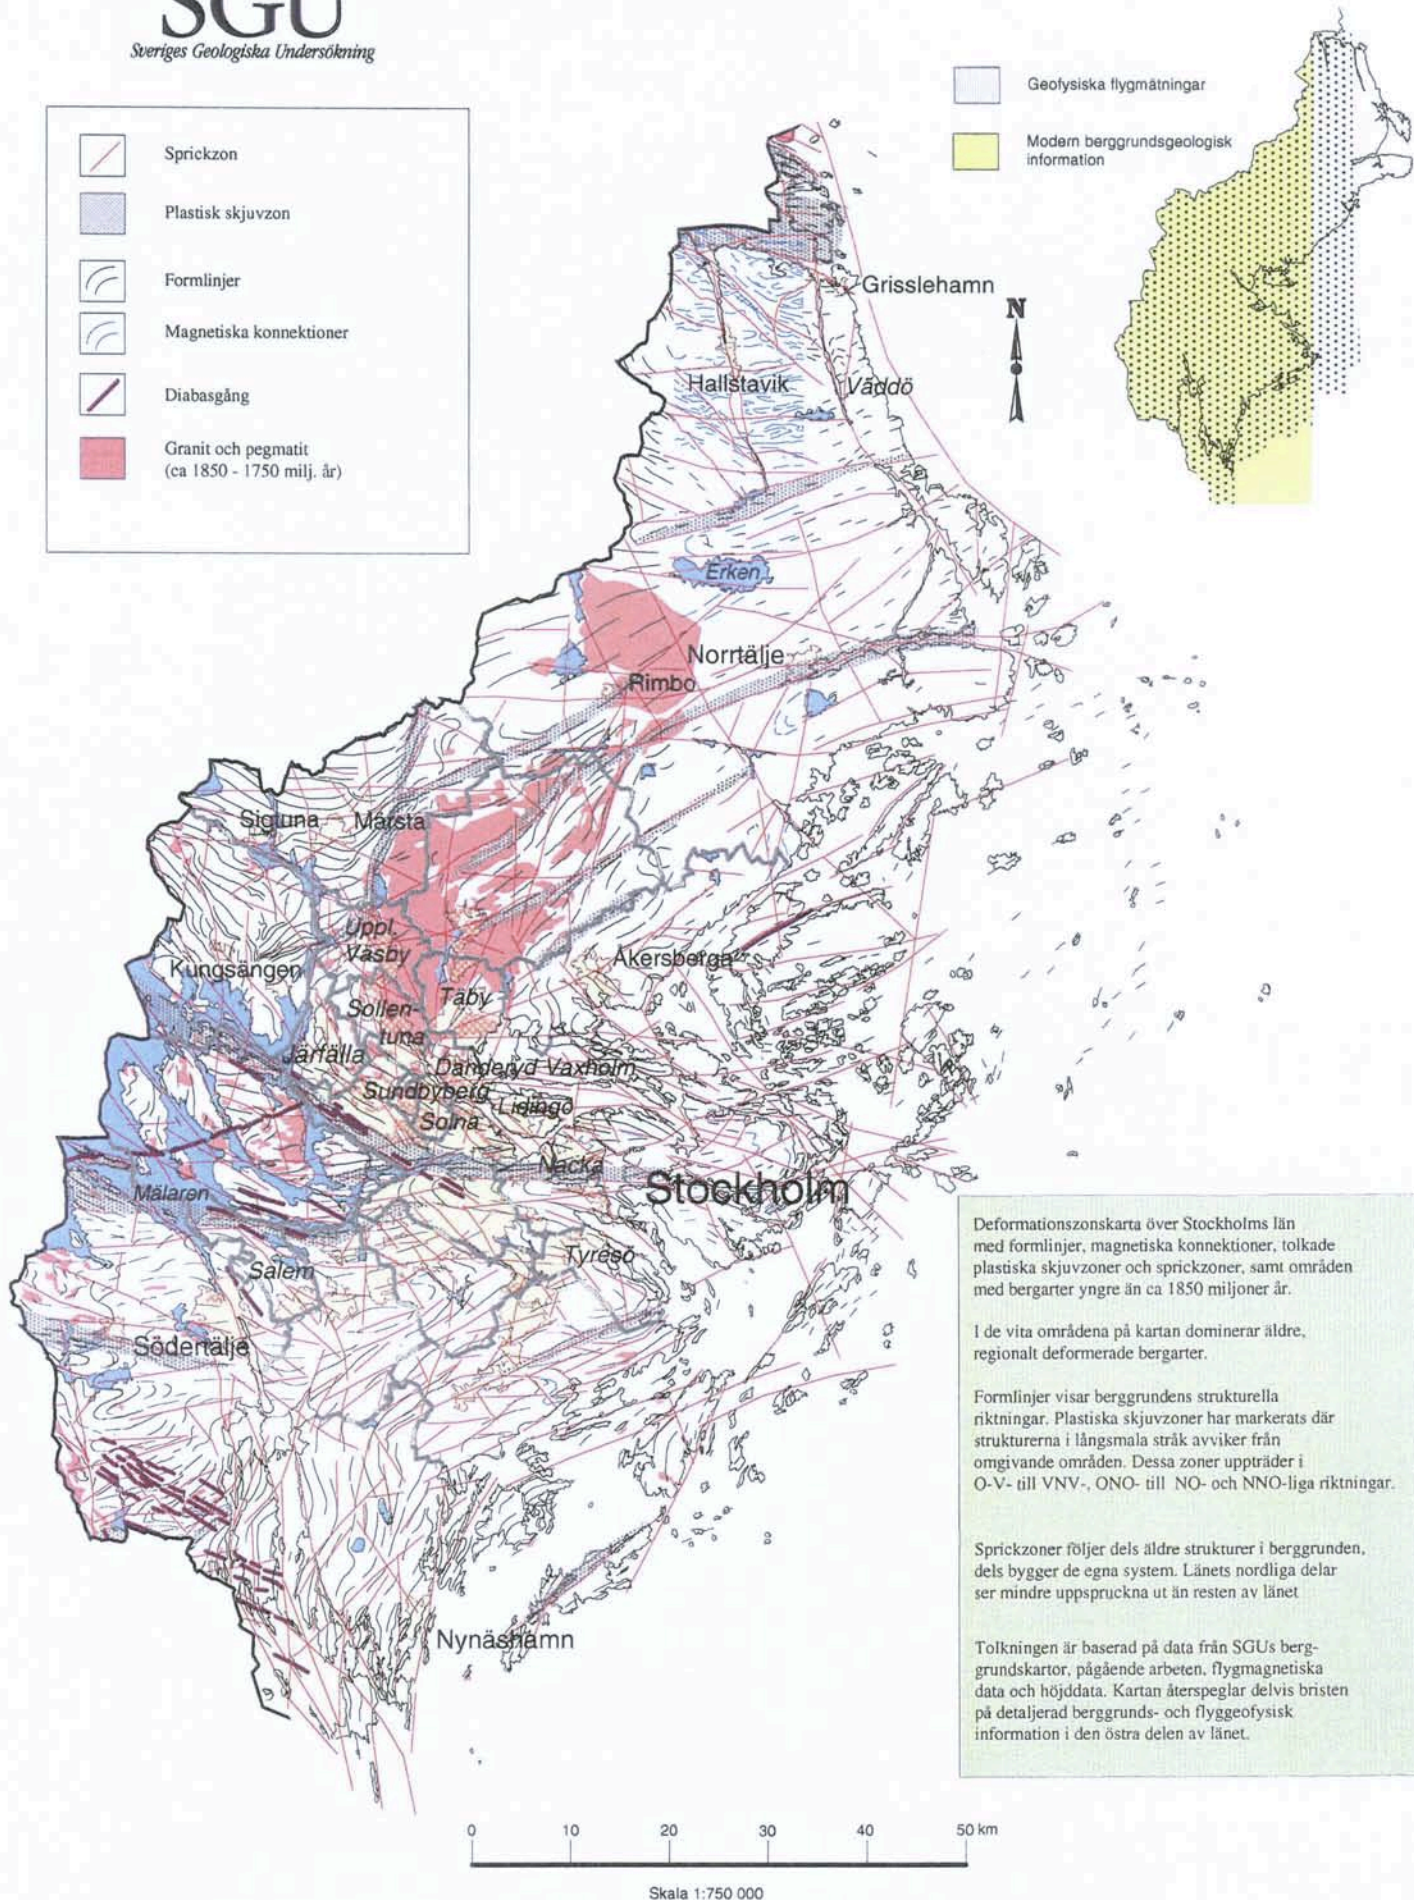 SGU
Sveriges Geologiska Undersökning
Sprickzon
Plastisk skjuvzon
Formlinjer
Magnetiska konnektioner
Diabasgång
Granit och pegmatit
(ca 1850 - 1750 milj. år)
Geofysiska flygmätningar
Modern berggrundsgeologisk
information
N
Grisslehamn
Hallstavik
Väddö
Erken
Norrtälje
Rimbo
Sigtuna
Märsta
Uppl.
Väsby
Kungsängen
Åkersberga
Sollen-
tuna
Täby
Järfälla
Danderyd
Vaxholm
Sundbyberg
Lidingö
Solna
Nacka
Stockholm
Mälaren
Tyresö
Salem
Södertälje
Nynäshamn
Deformationszonskarta över Stockholms län
med formlinjer, magnetiska konnektioner, tolkade
plastiska skjuvzoner och sprickzoner, samt områden
med bergarter yngre än ca 1850 miljoner år.
I de vita områdena på kartan dominerar äldre,
regionalt deformerade bergarter.
Formlinjer visar berggrundens strukturella
riktningar. Plastiska skjuvzoner har markerats där
strukturerna i långsmala stråk avviker från
omgivande områden. Dessa zoner uppträder i
O-V- till VNV-, ONO- till NO- och NNO-liga riktningar.
Sprickzoner följer dels äldre strukturer i berggrunden,
dels bygger de egna system. Länets nordliga delar
ser mindre uppspruckna ut än resten av länet
Tolkningen är baserad på data från SGUs berg-
grundskartor, pågående arbeten, flygmagnetiska
data och höjddata. Kartan återspeglar delvis bristen
på detaljerad berggrunds- och flyggeofysisk
information i den östra delen av länet.
0 10 20 30 40 50 km
Skala 1:750 000